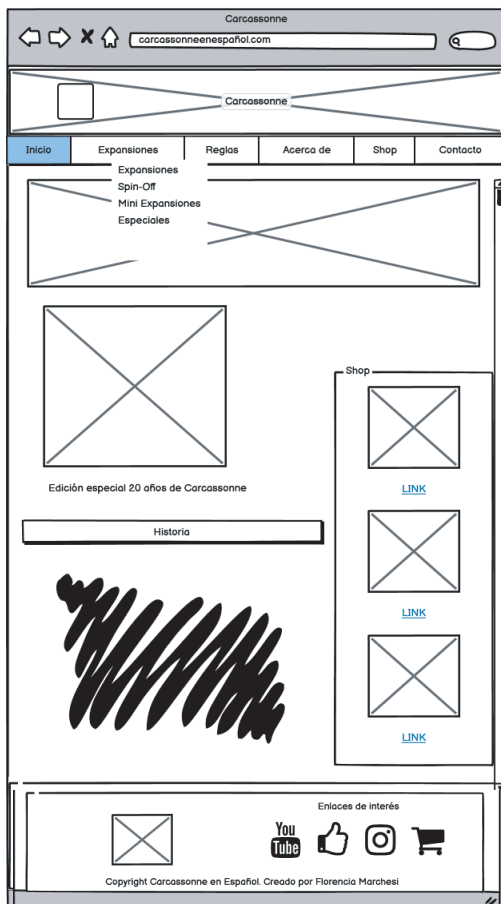 Carcassonne
carcassonneenespañol.com
Carcassonne
Inicio Expansiones Reglas Acerca de Shop Contacto
Expansiones
Spin-Off
Mini Expansiones
Especiales
Shop
LINK
Edición especial 20 años de Carcassonne
Historia
LINK
LINK
Enlaces de interés
You
Tube
Copyright Carcassonne en Español. Creado por Florencia Marchesi